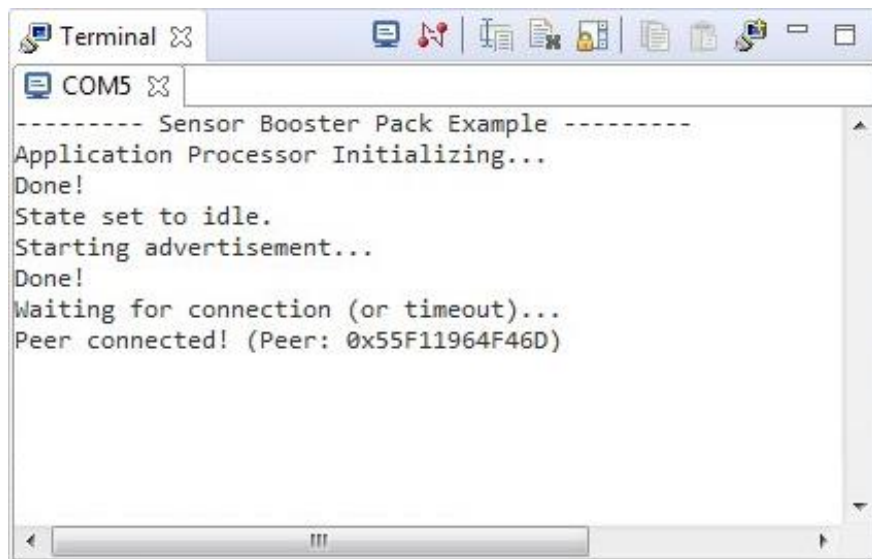 Terminal
COM5
--------- Sensor Booster Pack Example ---------
Application Processor Initializing...
Done!
State set to idle.
Starting advertisement...
Done!
Waiting for connection (or timeout)...
Peer connected! (Peer: 0x55F11964F46D)